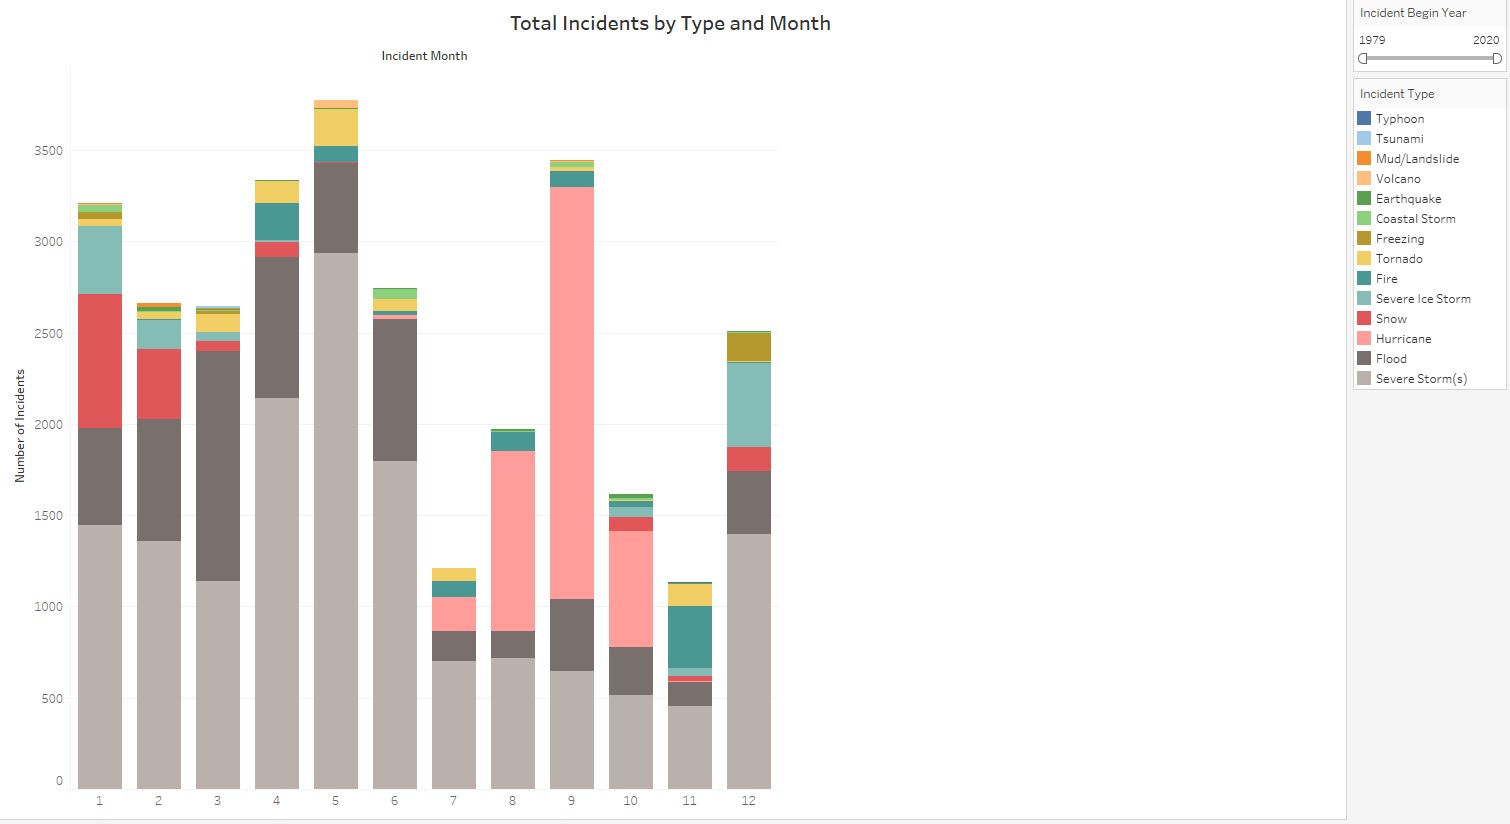 Total Incidents by Type and Month
Incident Month
3500
3000
2500
2000
1500
1000
500
0
Number of Incidents
1 2 3 4 5 6 7 8 9 10 11 12
Incident Begin Year
1979 2020
Incident Type
Typhoon
Tsunami
Mud/Landslide
Volcano
Earthquake
Coastal Storm
Freezing
Tornado
Fire
Severe Ice Storm
Snow
Hurricane
Flood
Severe Storm(s)